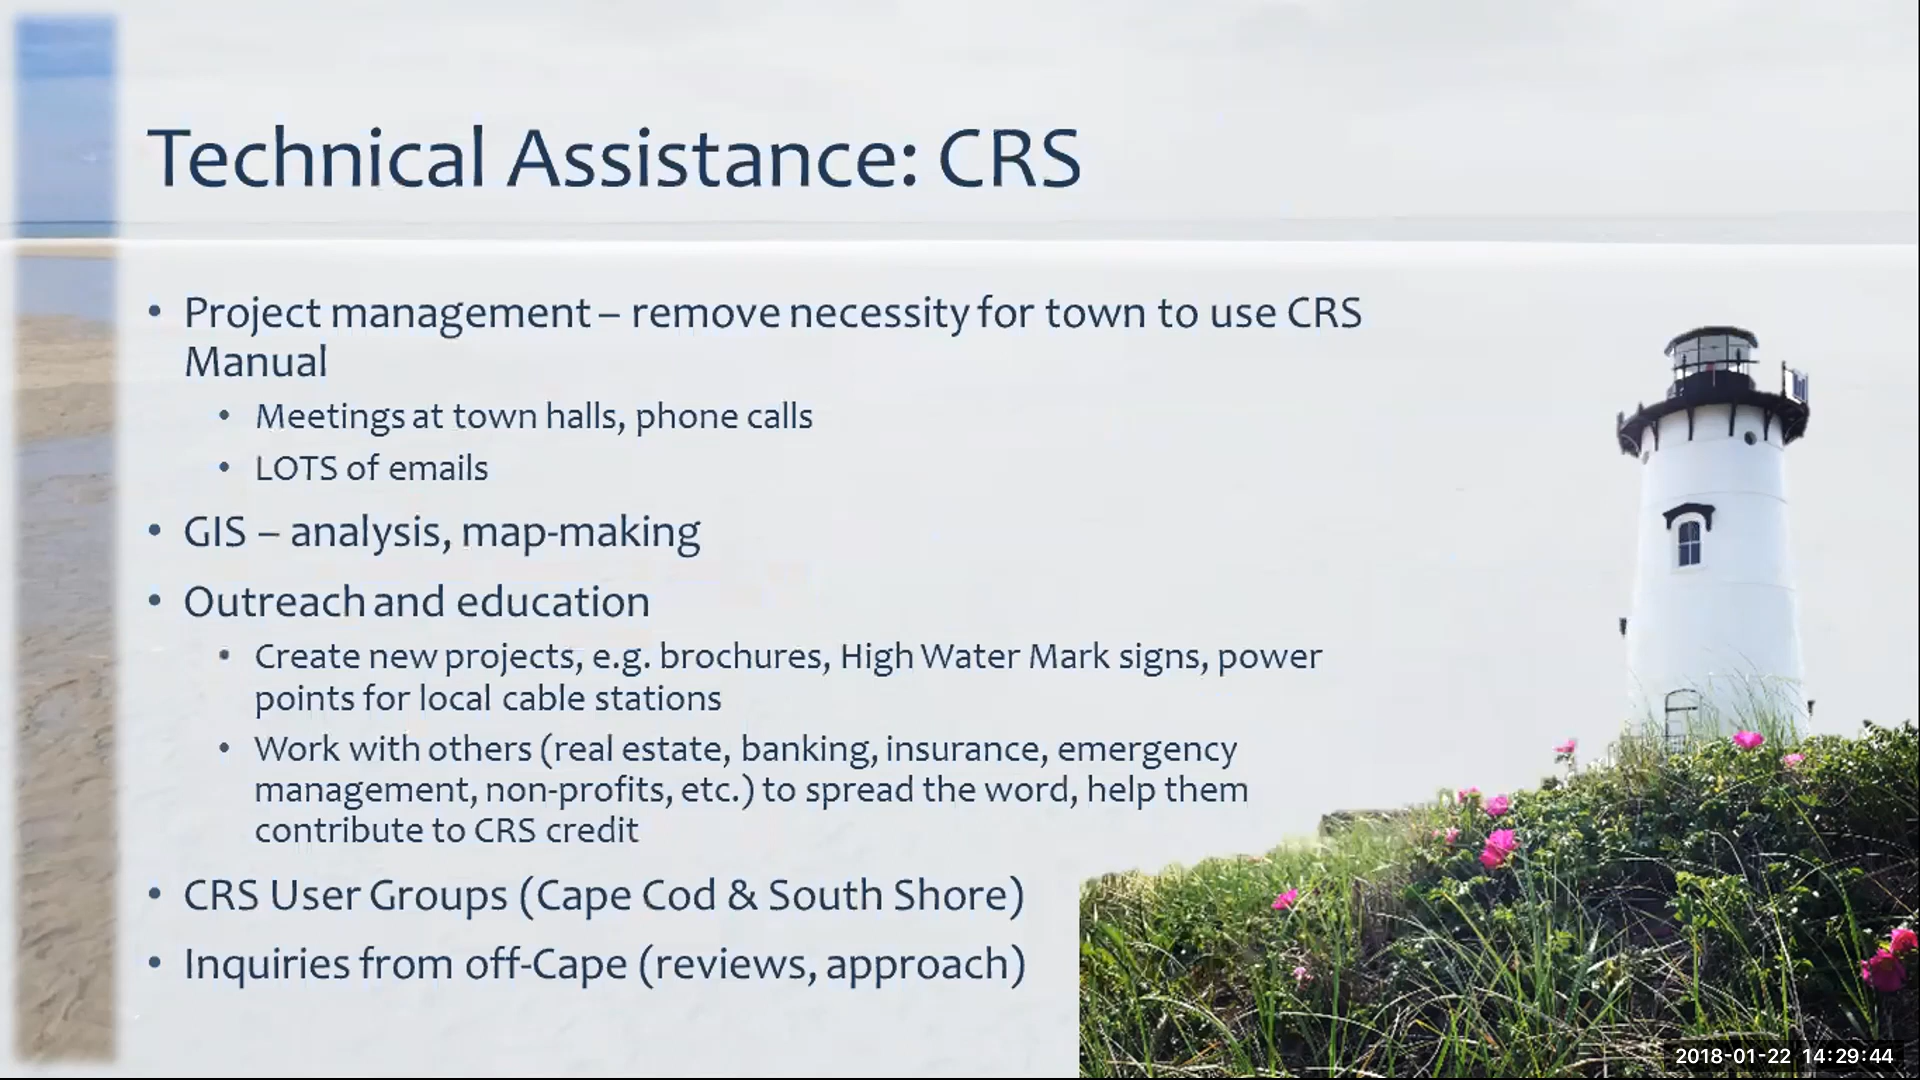 Technical Assistance: CRS
• Project management – remove necessity for town to use CRS
Manual
• Meetings at town halls, phone calls
• LOTS of emails
• GIS – analysis, map-making
• Outreach and education
• Create new projects, e.g. brochures, High Water Mark signs, power
points for local cable stations
• Work with others (real estate, banking, insurance, emergency
management, non-profits, etc.) to spread the word, help them
contribute to CRS credit
• CRS User Groups (Cape Cod & South Shore)
• Inquiries from off-Cape (reviews, approach)
2018-01-22 14:29:44